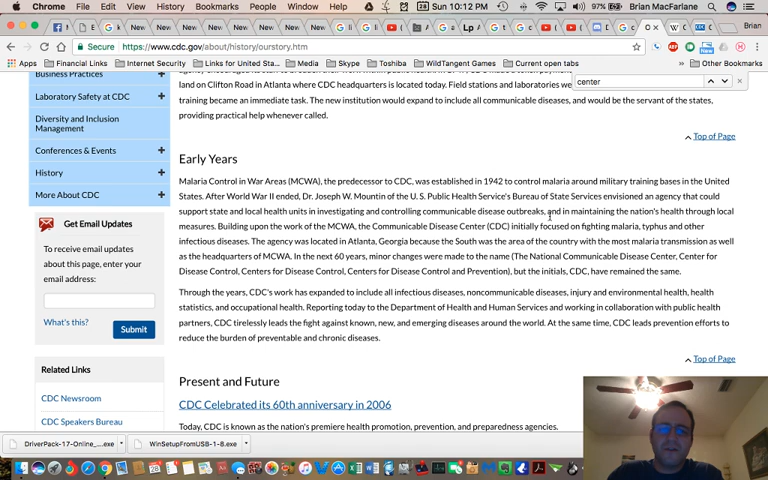 Chrome File Edit View History Bookmarks People Window Help 28 Sun 10:12 PM 97% Brian MacFarlane
New New New New New Lp Brian
Secure https://www.cdc.gov/about/history/ourstory.html
Apps Financial Links Internet Security Links for United Sta... Media Skype Toshiba WildTangent Games Current open tabs » Other Bookmarks
center
Business Practices
Laboratory Safety at CDC
Diversity and Inclusion
Management
Conferences & Events
History
More About CDC
Get Email Updates
To receive email updates
about this page, enter your
email address:
What's this? Submit
Related Links
CDC Newsroom
CDC Speakers Bureau
land on Clifton Road in Atlanta where CDC headquarters is located today. Field stations and laboratories
training became an immediate task. The new institution would expand to include all communicable diseases, and would be the servant of the states,
providing practical help whenever called.
Top of Page
Early Years
Malaria Control in War Areas (MCWA), the predecessor to CDC, was established in 1942 to control malaria around military training bases in the United
States. After World War II ended, Dr. Joseph W. Mountin of the U. S. Public Health Service's Bureau of State Services envisioned an agency that could
support state and local health units in investigating and controlling communicable disease outbreaks, and in maintaining the nation's health through local
measures. Building upon the work of the MCWA, the Communicable Disease Center (CDC) initially focused on fighting malaria, typhus and other
infectious diseases. The agency was located in Atlanta, Georgia because the South was the area of the country with the most malaria transmission as well
as the headquarters of MCWA. In the next 60 years, minor changes were made to the name (The National Communicable Disease Center, Center for
Disease Control, Centers for Disease Control, Centers for Disease Control and Prevention), but the initials, CDC, have remained the same.
Through the years, CDC's work has expanded to include all infectious diseases, noncommunicable diseases, injury and environmental health, health
statistics, and occupational health. Reporting today to the Department of Health and Human Services and working in collaboration with public health
partners, CDC tirelessly leads the fight against known, new, and emerging diseases around the world. At the same time, CDC leads prevention efforts to
reduce the burden of preventable and chronic diseases.
Top of Page
Present and Future
CDC Celebrated its 60th anniversary in 2006
Today, CDC is known as the nation's premiere health promotion, prevention, and preparedness agencies.
DriverPack-17-Online_....exe WinSetupFromUSB-1-8.exe